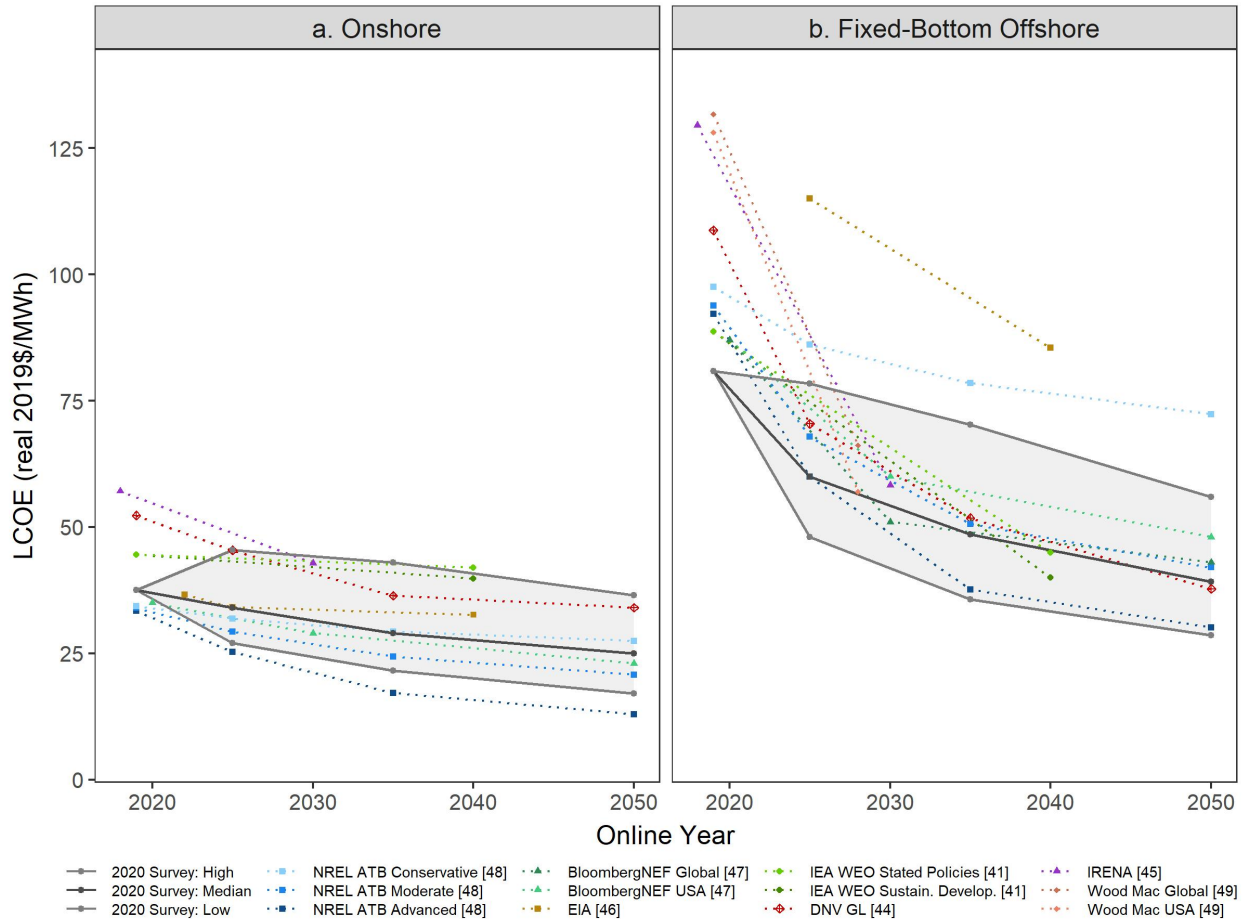 a. Onshore
b. Fixed-Bottom Offshore
LCOE (real 2019$/MWh)
125
100
75
50
25
0
2020 2030 2040 2050
2020 2030 2040 2050
Online Year
2020 Survey: High
2020 Survey: Median
2020 Survey: Low
NREL ATB Conservative [48]
NREL ATB Moderate [48]
NREL ATB Advanced [48]
BloombergNEF Global [47]
BloombergNEF USA [47]
EIA [46]
IEA WEO Stated Policies [41]
IEA WEO Sustain. Develop. [41]
DNV GL [44]
IRENA [45]
Wood Mac Global [49]
Wood Mac USA [49]